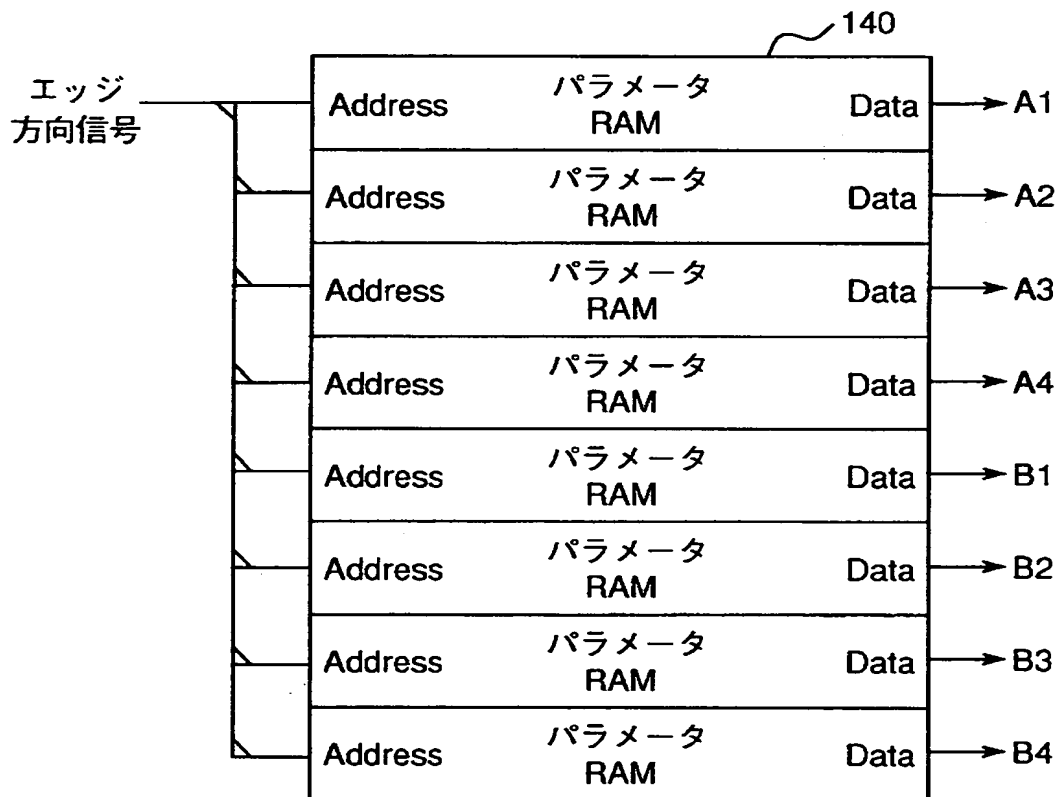 140
エッジ
方向信号
Address パラメータ RAM Data A1
Address パラメータ RAM Data A2
Address パラメータ RAM Data A3
Address パラメータ RAM Data A4
Address パラメータ RAM Data B1
Address パラメータ RAM Data B2
Address パラメータ RAM Data B3
Address パラメータ RAM Data B4